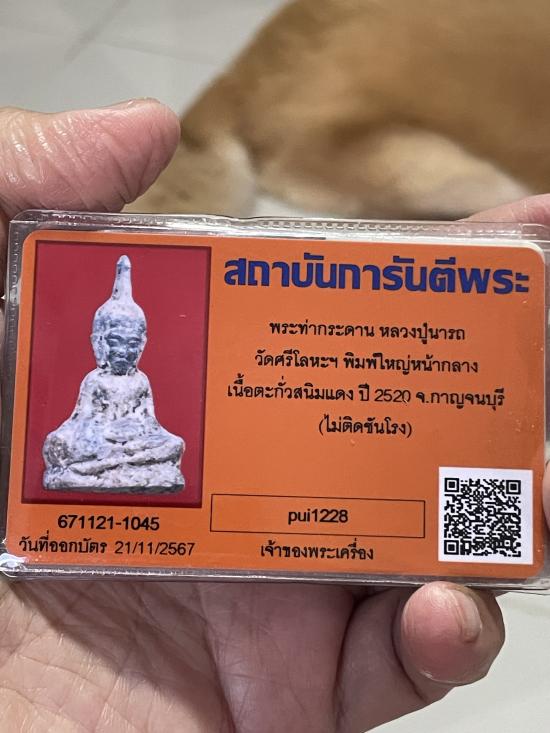 สถาบันการันตีพระ
พระท่ากระดาน หลวงปู่นารถ
วัดศรีโลหะฯ พิมพ์ใหญ่หน้ากลาง
เนื้อตะกั่วสนิมแดง ปี 2520 จ.กาญจนบุรี
(ไม่ติดชันโรง)
671121-1045
วันที่ออกบัตร 21/11/2567
pui1228
เจ้าของพระเครื่อง